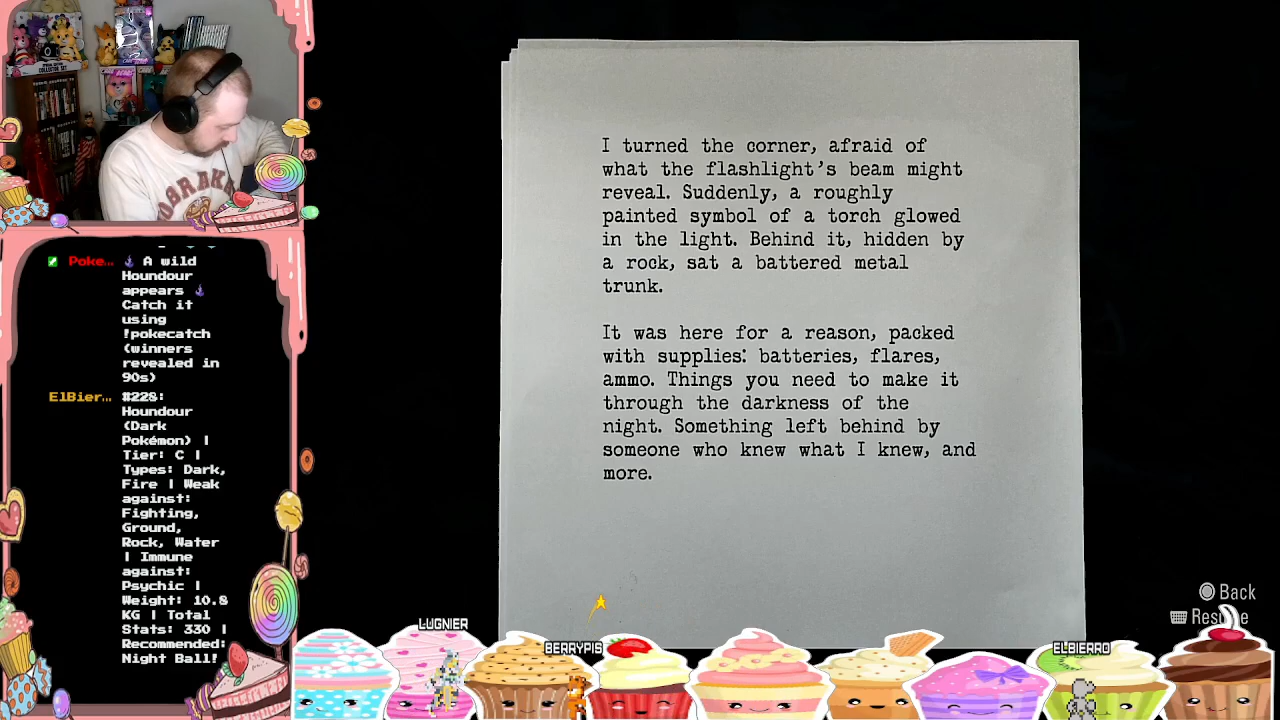 I turned the corner, afraid of
what the flashlight's beam might
reveal. Suddenly, a roughly
painted symbol of a torch glowed
in the light. Behind it, hidden by
a rock, sat a battered metal
trunk.
It was here for a reason, packed
with supplies: batteries, flares,
ammo. Things you need to make it
through the darkness of the
night. Something left behind by
someone who knew what I knew, and
more.
Back
LUGNIER
BERRYPIS
ELBIERRO
Poke... A wild
Houndour
appears
Catch it
using
!pokecatch
(winners
revealed in
90s)
ElBier... #228:
Houndour
(Dark
Pokémon) |
Tier: C |
Types: Dark,
Fire | Weak
against:
Fighting,
Ground,
Rock, Water
| Immune
against:
Psychic |
Weight: 10.8
KG | Total
Stats: 330 |
Recommended:
Night Ball!